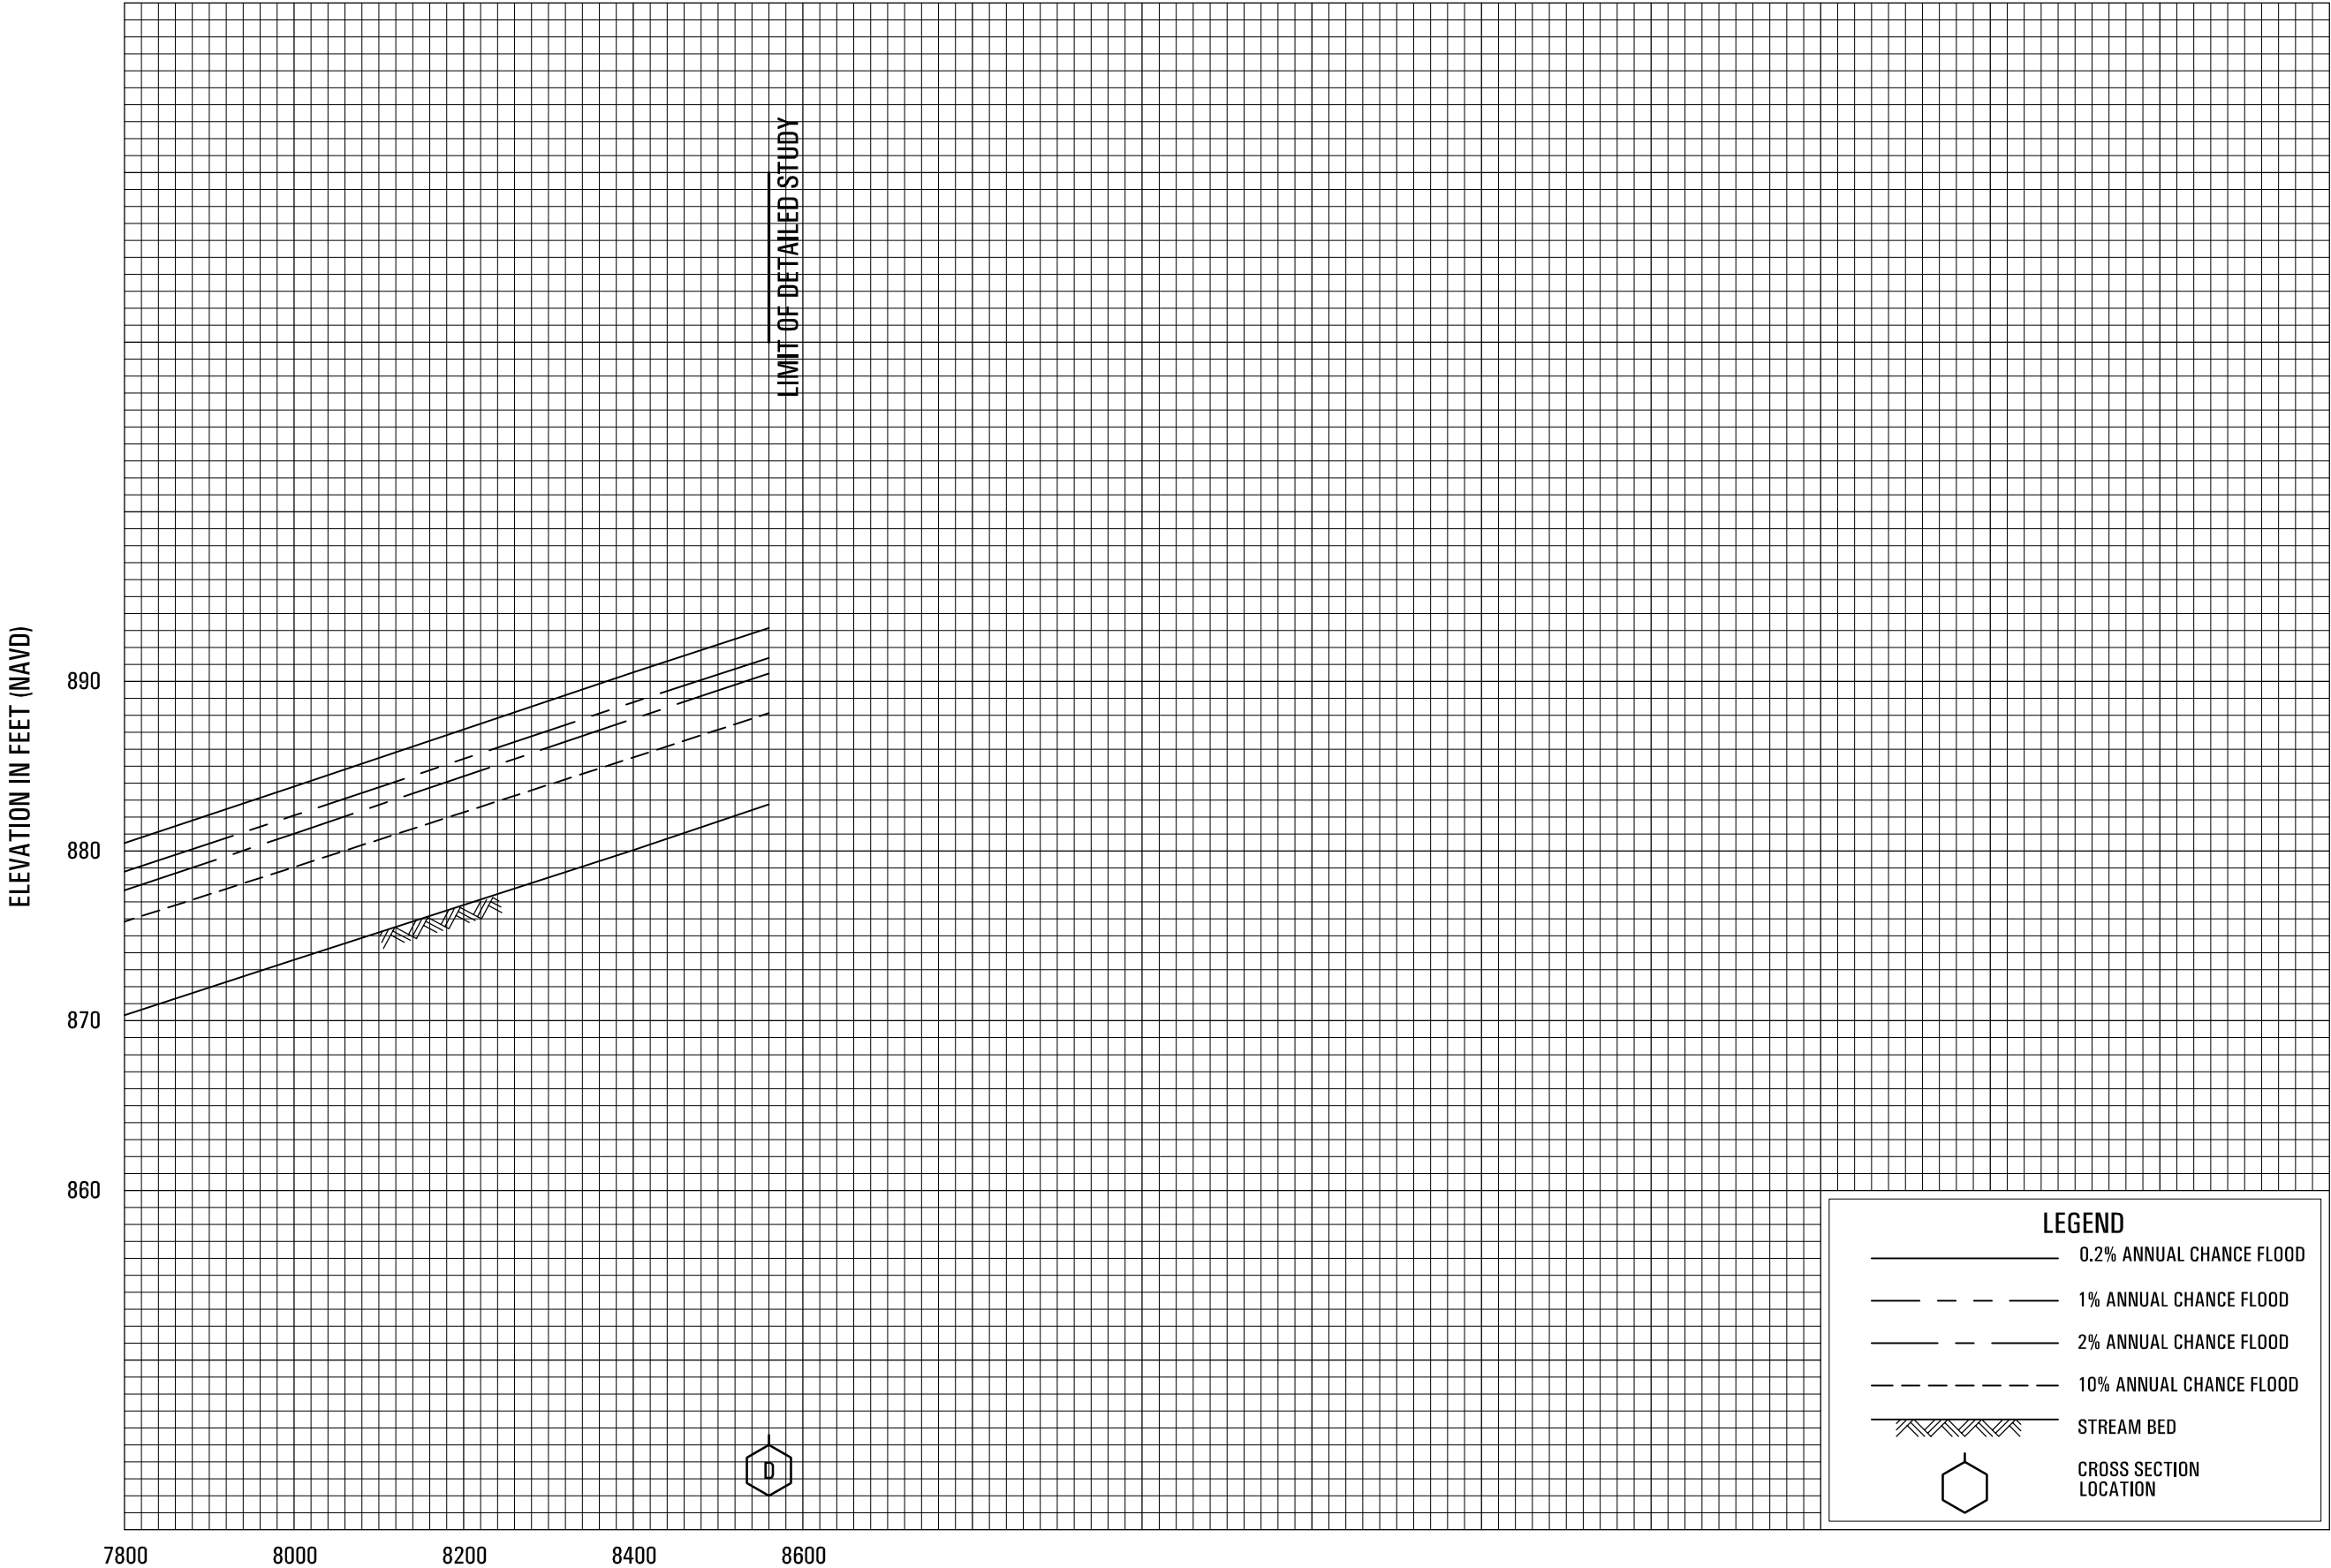 LIMIT OF DETAILED STUDY
ELEVATION IN FEET (NAVD)
890
880
870
860
LEGEND
0.2% ANNUAL CHANCE FLOOD
1% ANNUAL CHANCE FLOOD
2% ANNUAL CHANCE FLOOD
10% ANNUAL CHANCE FLOOD
STREAM BED
CROSS SECTION
LOCATION
D
7800 8000 8200 8400 8600